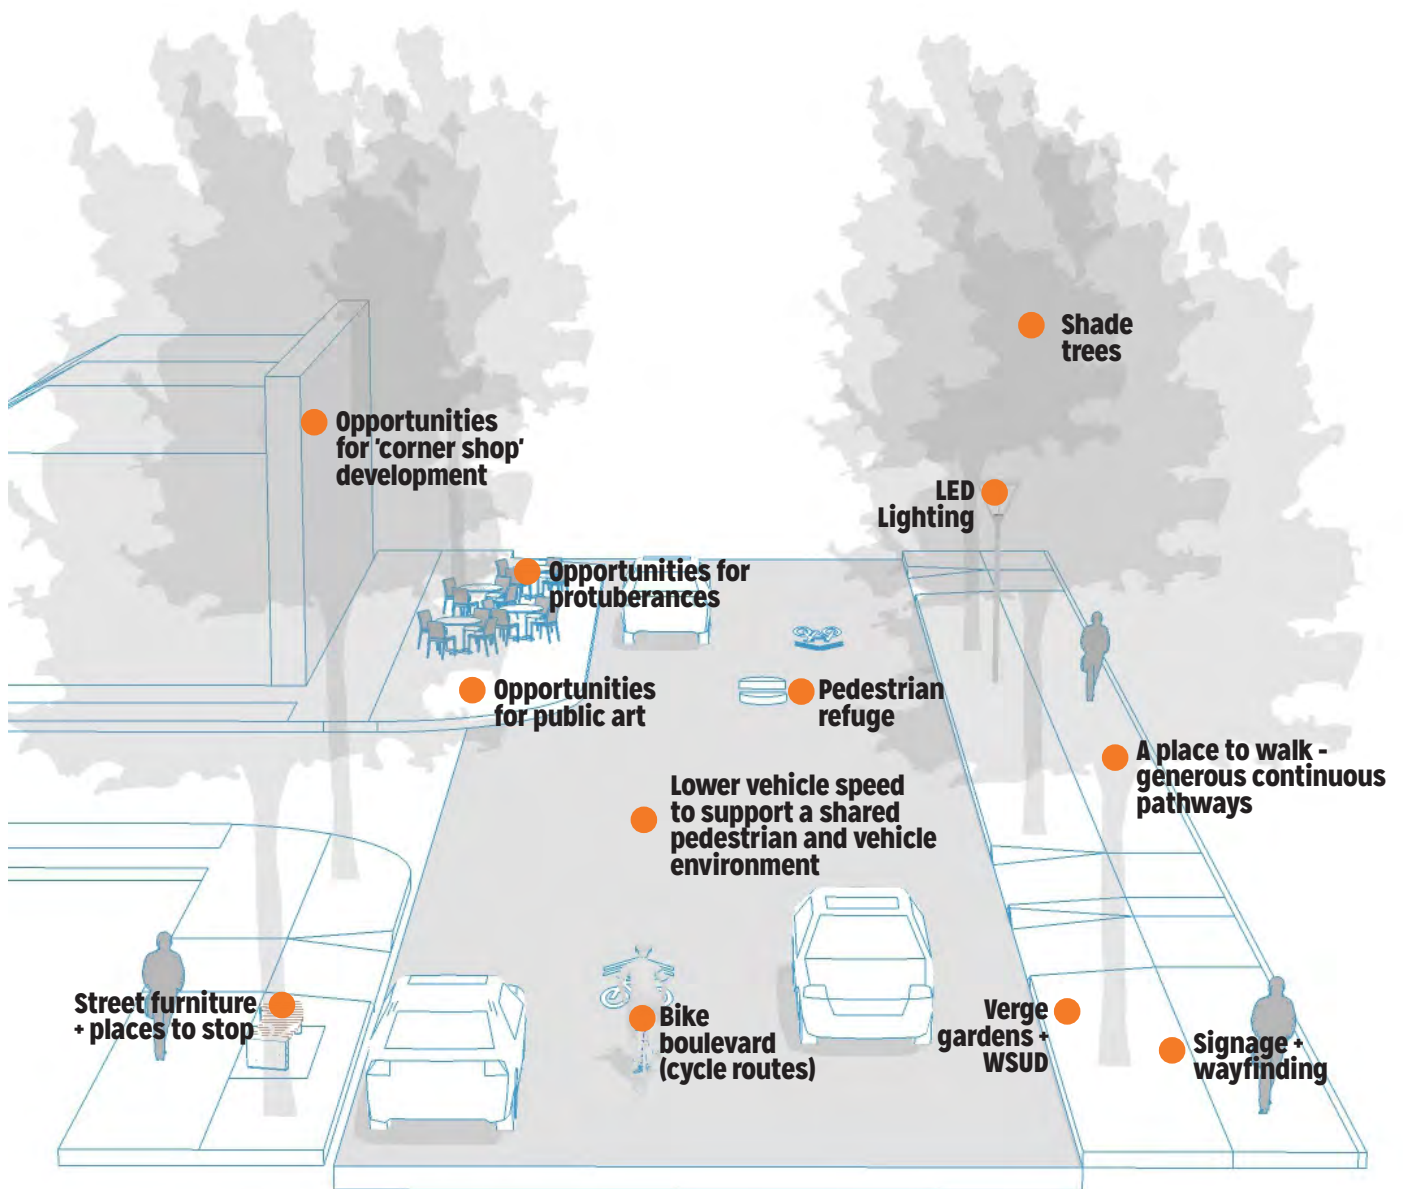 Shade
trees
Opportunities
for 'corner shop'
development
LED
Lighting
Opportunities for
protuberances
Opportunities
for public art
Pedestrian
refuge
A place to walk -
generous continuous
pathways
Lower vehicle speed
to support a shared
pedestrian and vehicle
environment
Street furniture
+ places to stop
Bike
boulevard
(cycle routes)
Verge
gardens +
WSUD
Signage +
wayfinding